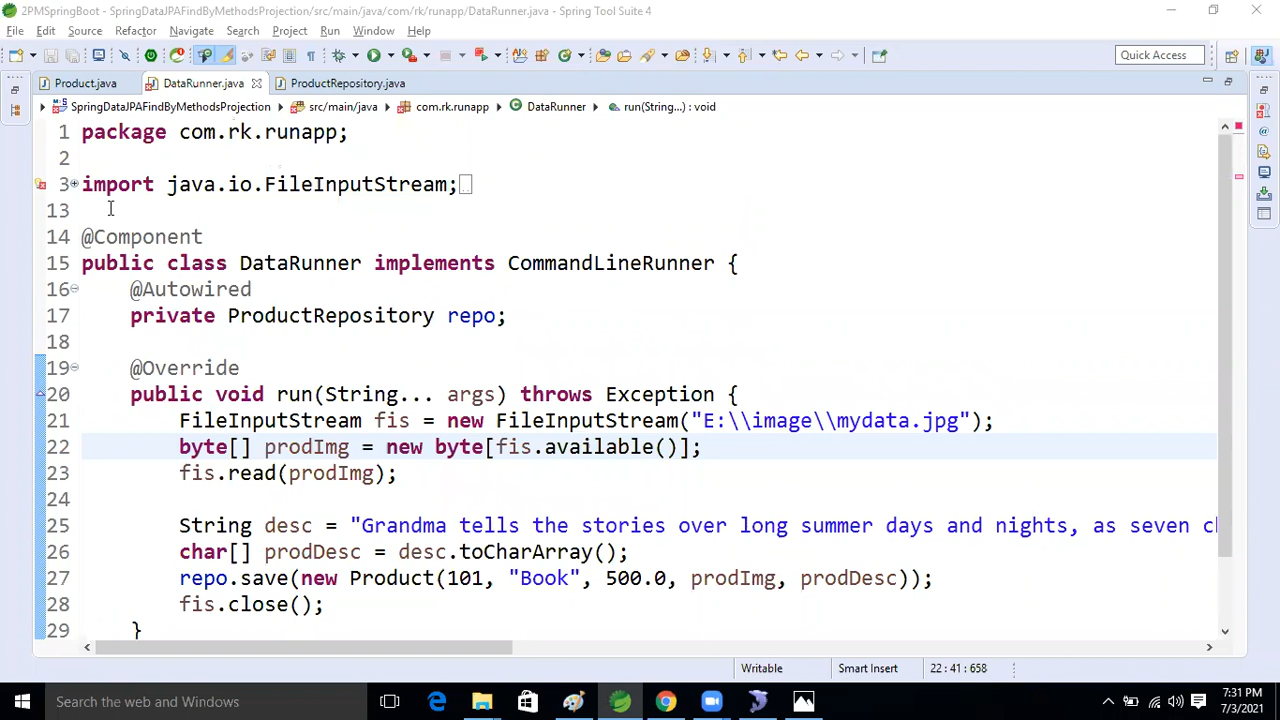 2PMSpringBoot - SpringDataJPAFindByMethodsProjection/src/main/java/com/rk/runapp/DataRunner.java - Spring Tool Suite 4
File Edit Source Refactor Navigate Search Project Run Window Help
Quick Access
Product.java DataRunner.java ProductRepository.java
SpringDataJPAFindByMethodsProjection src/main/java com.rk.runapp DataRunner run(String...) : void
1 package com.rk.runapp;
2
3 import java.io.FileInputStream;
13
14 @Component
15 public class DataRunner implements CommandLineRunner {
16 @Autowired
17 private ProductRepository repo;
18
19 @Override
20 public void run(String... args) throws Exception {
21 FileInputStream fis = new FileInputStream("E:\\image\\mydata.jpg");
22 byte[] prodImg = new byte[fis.available()];
23 fis.read(prodImg);
24
25 String desc = "Grandma tells the stories over long summer days and nights, as seven c
26 char[] prodDesc = desc.toCharArray();
27 repo.save(new Product(101, "Book", 500.0, prodImg, prodDesc));
28 fis.close();
29 }
Writable Smart Insert 22 : 41 : 658
Search the web and Windows
7:31 PM
7/3/2021